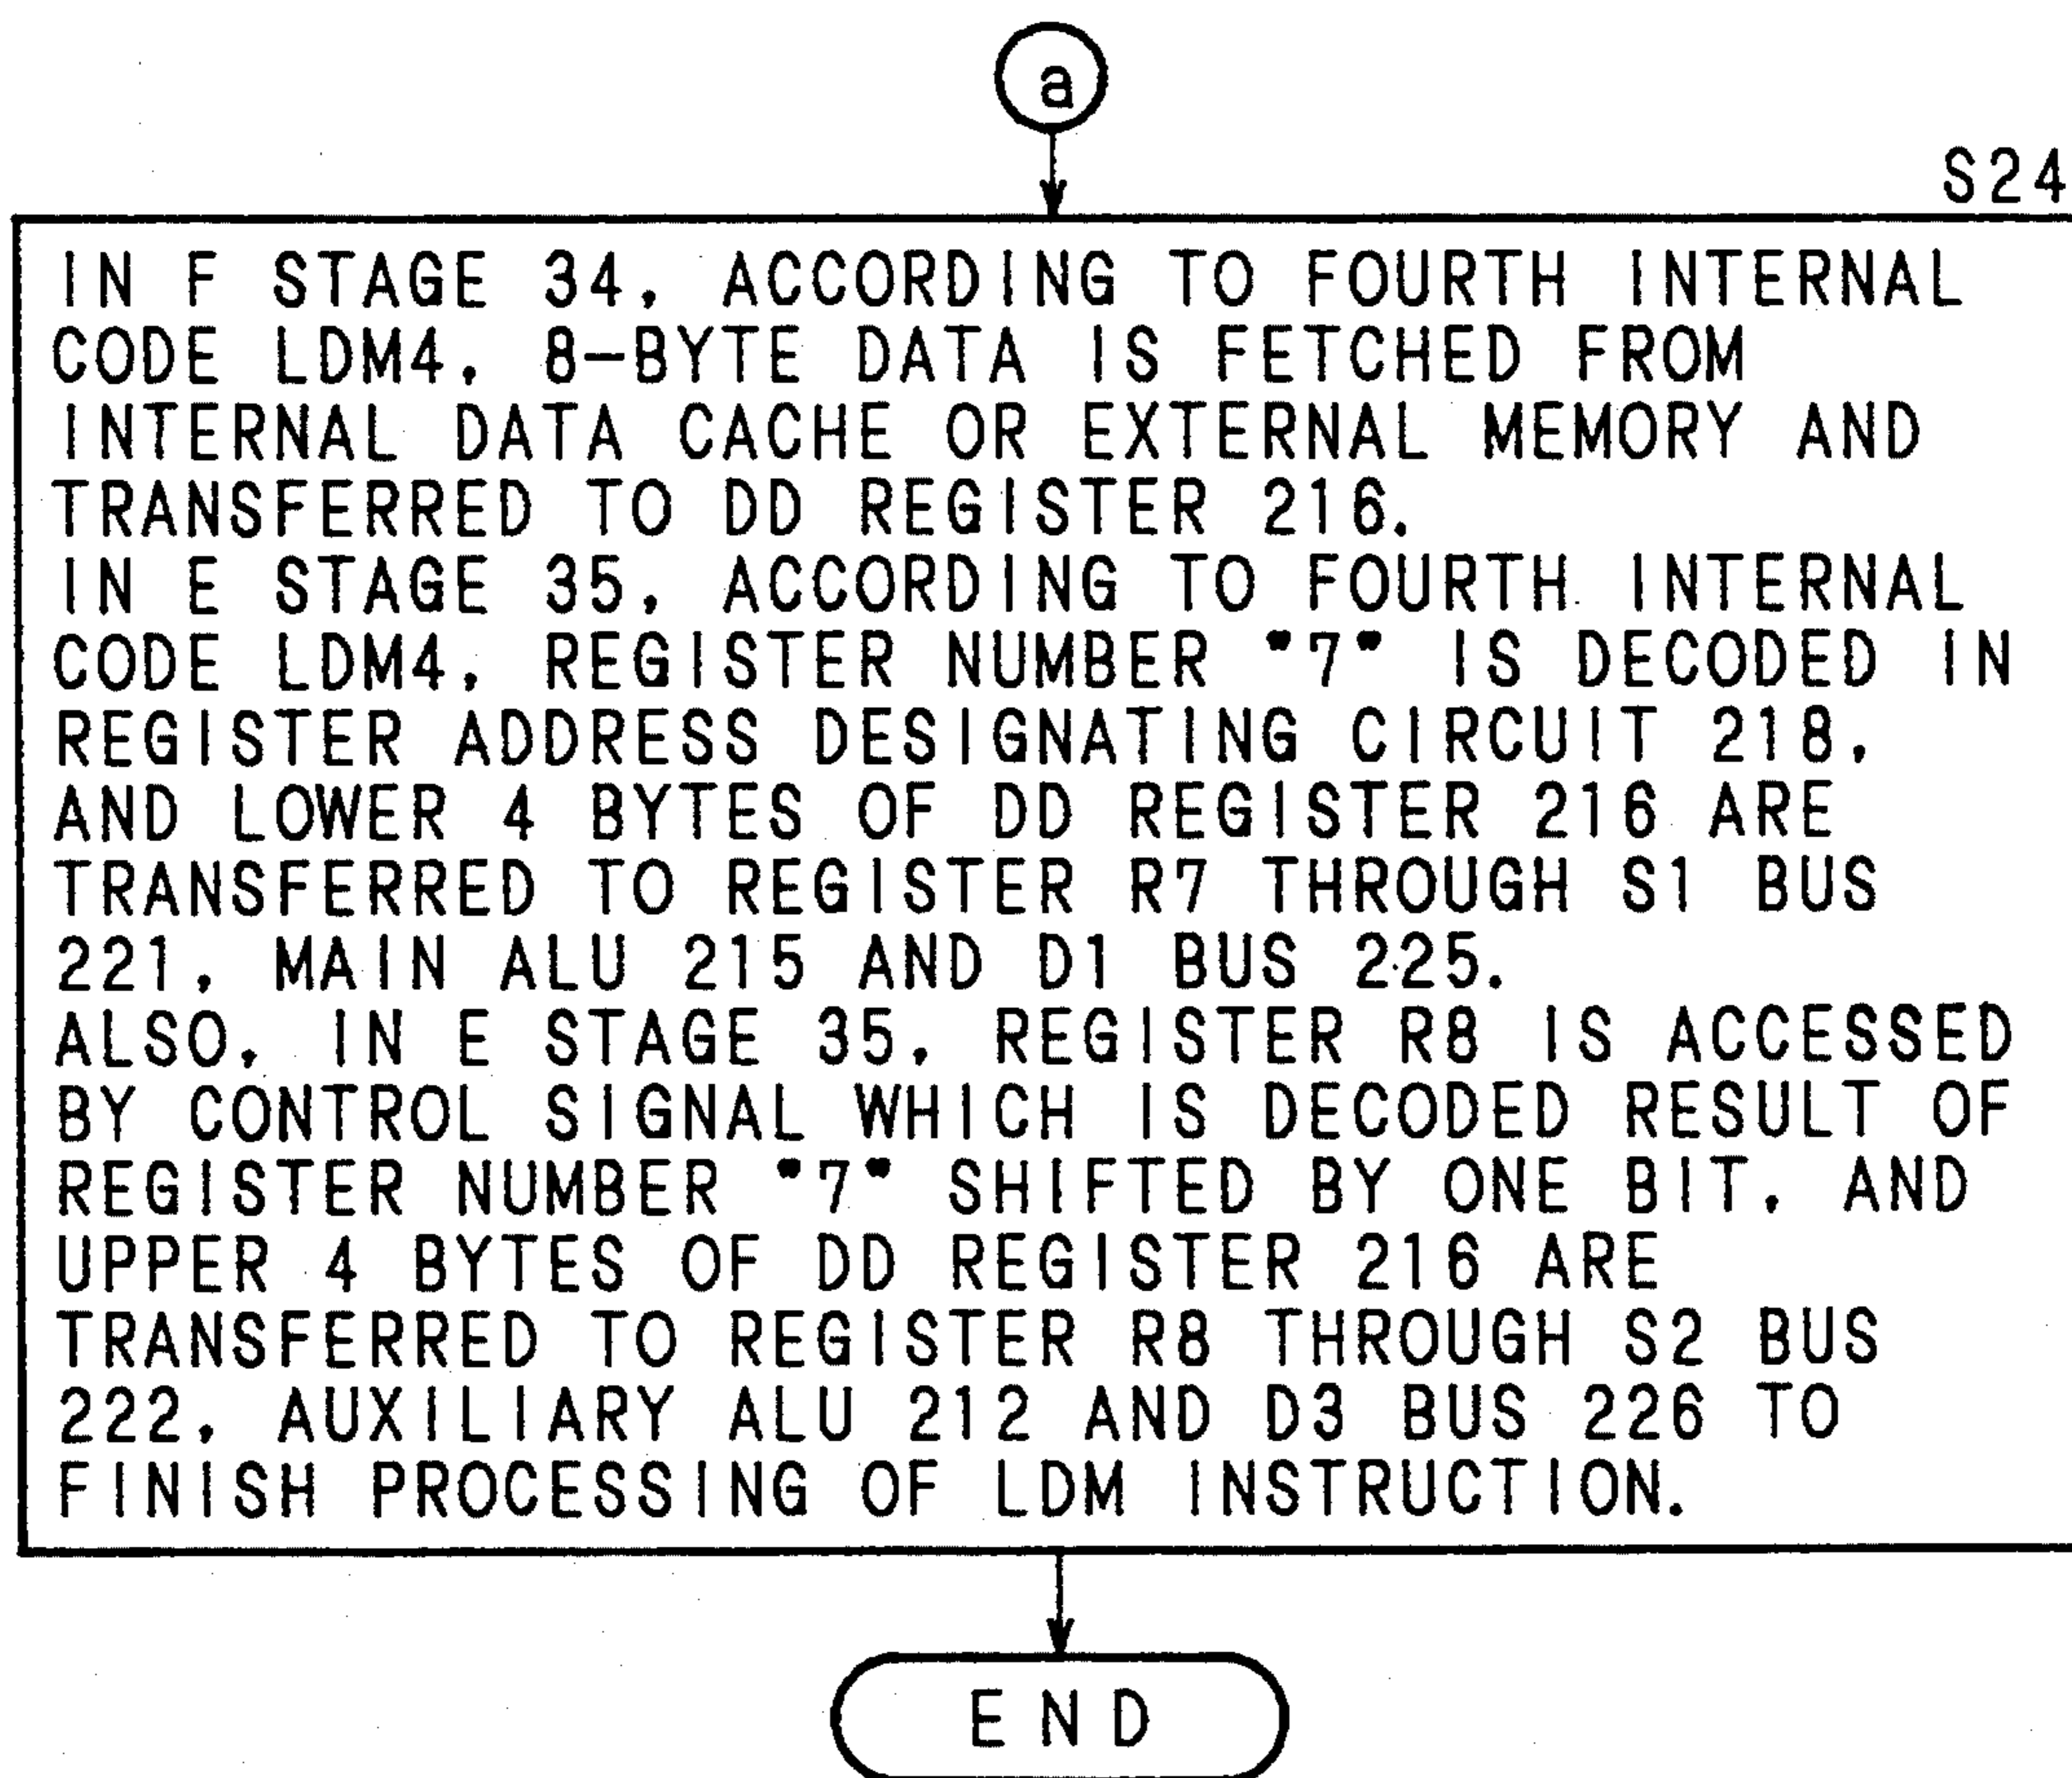 a
S24
IN F STAGE 34, ACCORDING TO FOURTH INTERNAL
CODE LDM4, 8-BYTE DATA IS FETCHED FROM
INTERNAL DATA CACHE OR EXTERNAL MEMORY AND
TRANSFERRED TO DD REGISTER 216.
IN E STAGE 35, ACCORDING TO FOURTH INTERNAL
CODE LDM4, REGISTER NUMBER "7" IS DECODED IN
REGISTER ADDRESS DESIGNATING CIRCUIT 218,
AND LOWER 4 BYTES OF DD REGISTER 216 ARE
TRANSFERRED TO REGISTER R7 THROUGH S1 BUS
221, MAIN ALU 215 AND D1 BUS 225.
ALSO, IN E STAGE 35, REGISTER R8 IS ACCESSED
BY CONTROL SIGNAL WHICH IS DECODED RESULT OF
REGISTER NUMBER "7" SHIFTED BY ONE BIT, AND
UPPER 4 BYTES OF DD REGISTER 216 ARE
TRANSFERRED TO REGISTER R8 THROUGH S2 BUS
222, AUXILIARY ALU 212 AND D3 BUS 226 TO
FINISH PROCESSING OF LDM INSTRUCTION.
END